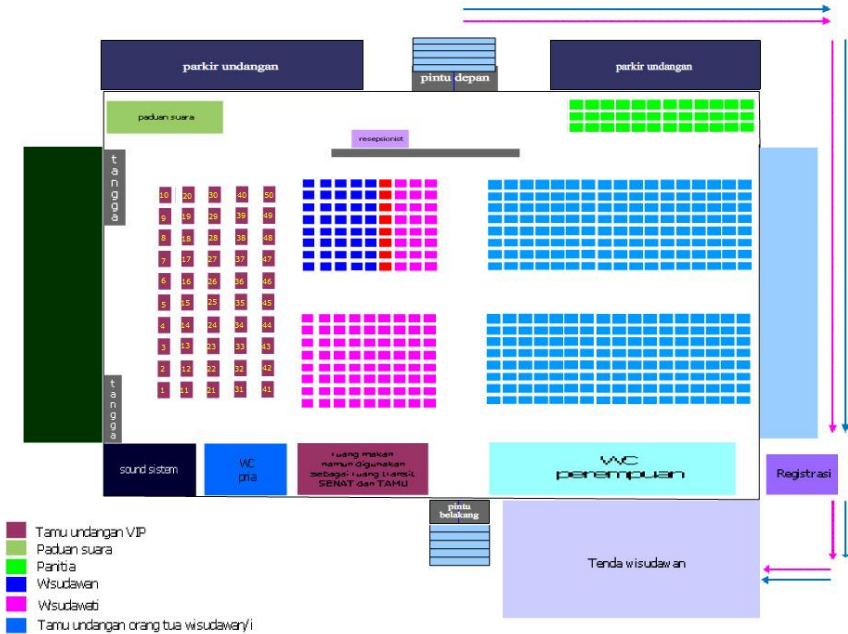 parkir undangan
pintu depan
parkir undangan
paduan suara
resepsionist
tangga
10 20 30 40 50
9 19 29 39 49
8 18 28 38 48
7 17 27 37 47
6 16 26 36 46
5 15 25 35 45
4 14 24 34 44
3 13 23 33 43
2 12 22 32 42
1 11 21 31 41
tangga
sound sistem
WC
pria
ruang makan
namun digunakan
sebagai ruang transit
SENAT dan TAMU
WC
perempuan
Registrasi
pintu
belakang
Tenda wisudawan
Tamu undangan VIP
Paduan suara
Panitia
Wisudawan
Wisudawati
Tamu undangan orang tua wisudawan/i